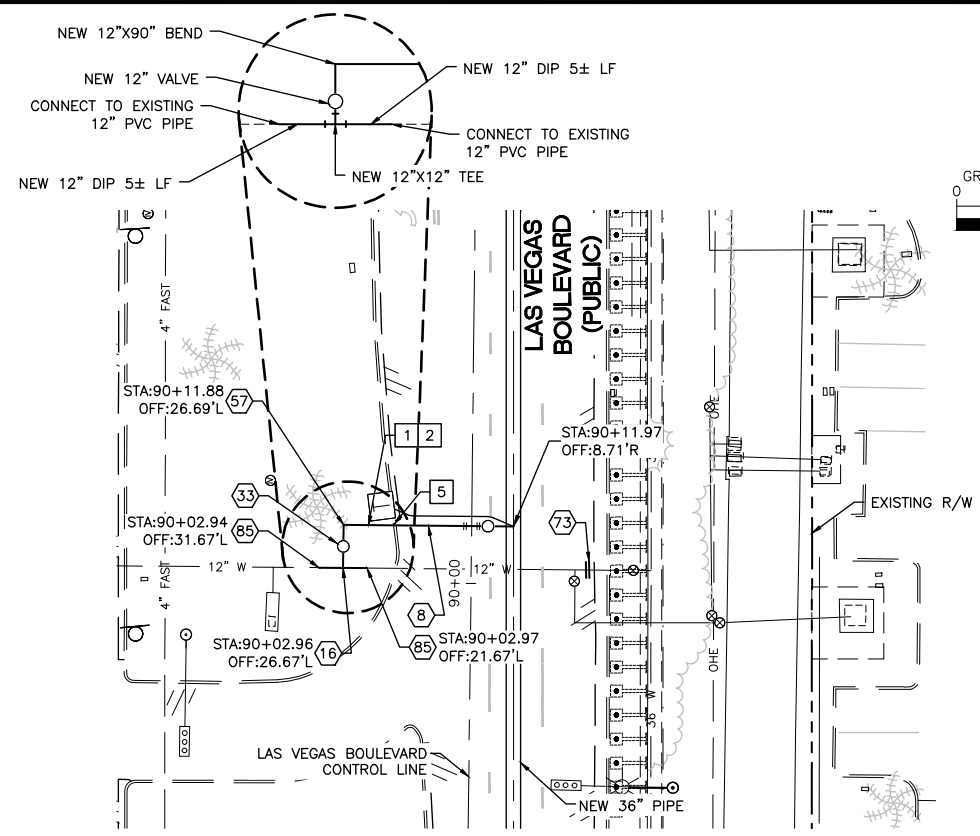 NEW 12"X90° BEND
NEW 12" VALVE
CONNECT TO EXISTING
12" PVC PIPE
NEW 12" DIP 5± LF
NEW 12" DIP 5± LF
CONNECT TO EXISTING
12" PVC PIPE
NEW 12"X12" TEE
GR
0
LAS VEGAS
BOULEVARD
(PUBLIC)
4" FAST
STA:90+11.88
OFF:26.69'L
57
1 2
STA:90+11.97
OFF:8.71'R
OHE
33
5
73
EXISTING R/W
STA:90+02.94
OFF:31.67'L
85
12" W
12" W
90+00
4" FAST
8
STA:90+02.96
OFF:26.67'L
16
85
STA:90+02.97
OFF:21.67'L
OHE
36" W
LAS VEGAS BOULEVARD
CONTROL LINE
NEW 36" PIPE